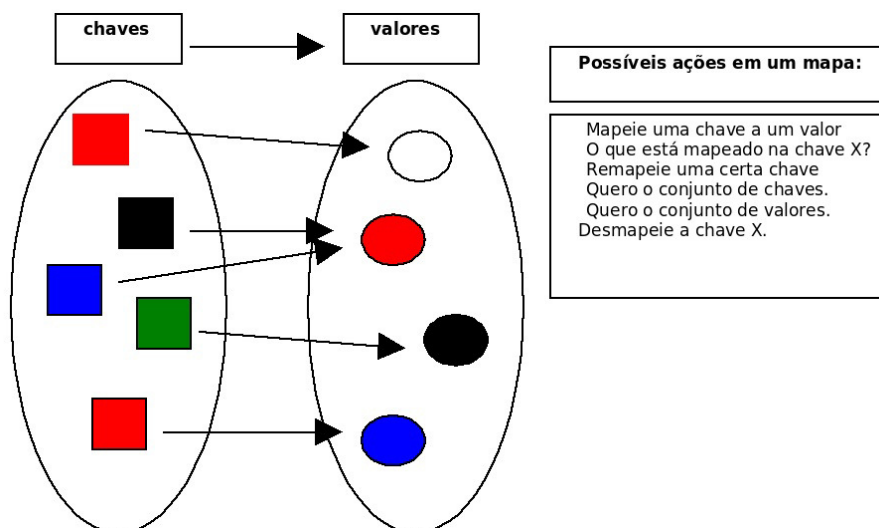 chaves
valores
Possíveis ações em um mapa:
Mapeie uma chave a um valor
O que está mapeado na chave X?
Remapeie uma certa chave
Quero o conjunto de chaves.
Quero o conjunto de valores.
Desmapeie a chave X.